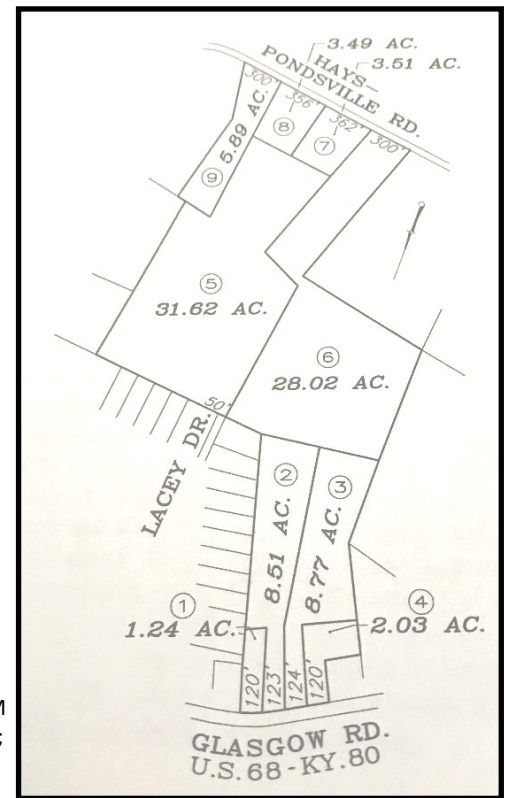 3.49 AC.
HAYS-
3.51 AC.
PONDSVILLE RD.
300'
356'
362'
300'
5.89 AC.
8
7
9
5
31.62 AC.
6
28.02 AC.
50'
LACEY DR.
2
8.51 AC.
3
8.77 AC.
1
1.24 AC.
4
2.03 AC.
120'
123'
124'
120'
GLASGOW RD.
U.S.68-KY.80